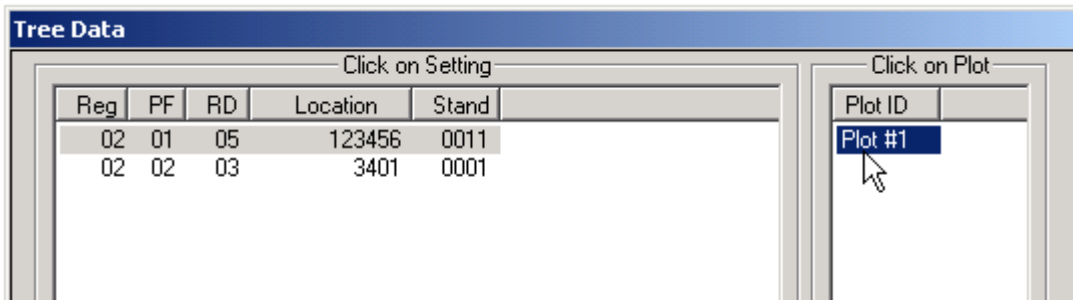 Tree Data
Click on Setting Click on Plot
Reg PF RD Location Stand Plot ID
02 01 05 123456 0011 Plot #1
02 02 03 3401 0001